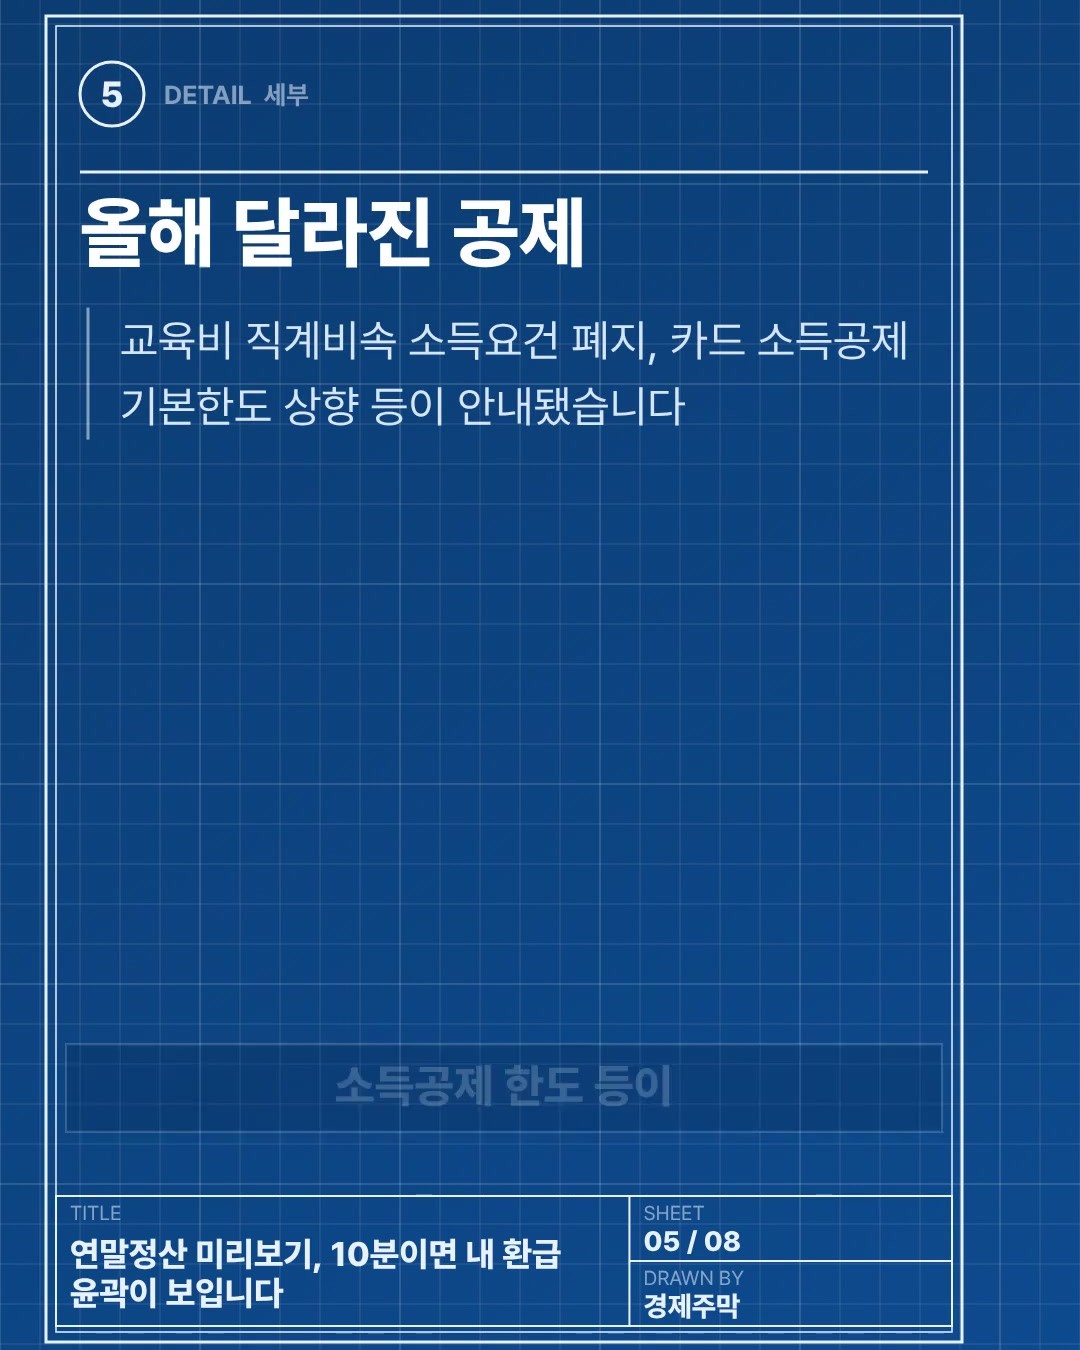 5 DETAIL 세부
올해 달라진 공제
교육비 직계비속 소득요건 폐지, 카드 소득공제
기본한도 상향 등이 안내됐습니다
소득공제 한도 등이
TITLE
연말정산 미리보기, 10분이면 내 환급
윤곽이 보입니다
SHEET
05 / 08
DRAWN BY
경제주막